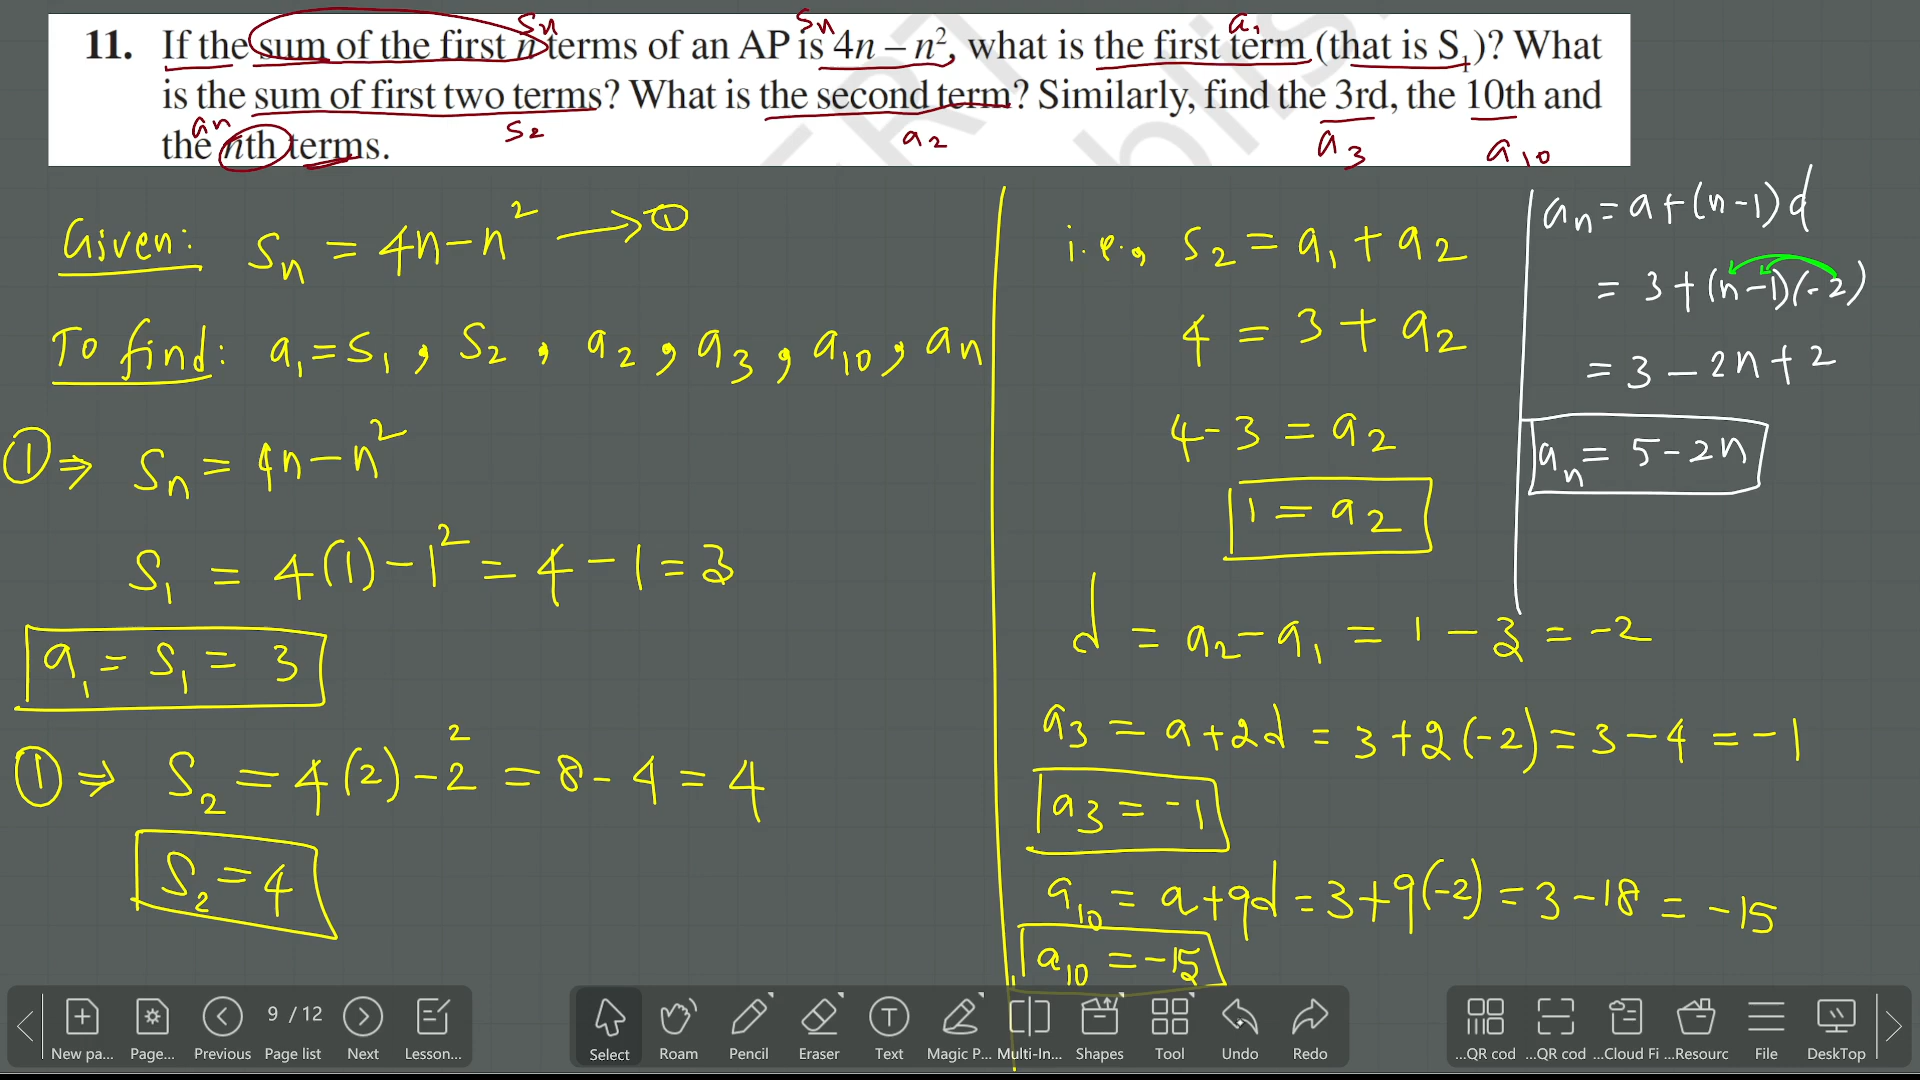 11. If the sum of the first n terms of an AP is 4n – n², what is the first term (that is S₁)? What
is the sum of first two terms? What is the second term? Similarly, find the 3rd, the 10th and
the nth terms.
Sn
Sn
a₁
an
S₂
a₂
a₃
a₁₀
Given: Sn = 4n-n² → ①
To find: a₁=S₁, S₂, a₂, a₃, a₁₀, an
① ⇒ Sn = 4n-n²
S₁ = 4(1)-1² = 4-1 = 3
a₁ = S₁ = 3
① ⇒ S₂ = 4(2)-2² = 8-4 = 4
S₂ = 4
i.e., S₂ = a₁ + a₂
4 = 3 + a₂
4-3 = a₂
1 = a₂
d = a₂-a₁ = 1-3 = -2
a₃ = a+2d = 3+2(-2) = 3-4 = -1
a₃ = -1
a₁₀ = a+9d = 3+9(-2) = 3-18 = -15
a₁₀ = -15
an = a+(n-1)d
= 3+(n-1)(-2)
= 3-2n+2
an = 5-2n
New pa... Page... Previous 9 / 12 Page list Next Lesson...
Select Roam Pencil Eraser Text Magic P... Multi-In... Shapes Tool Undo Redo
...QR cod ...QR cod ...Cloud Fi ...Resourc File DeskTop